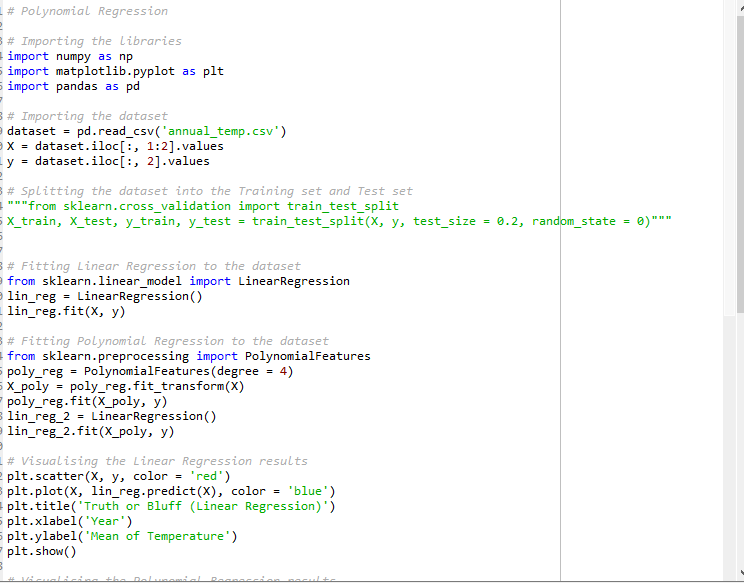 # Polynomial Regression
# Importing the libraries
import numpy as np
import matplotlib.pyplot as plt
import pandas as pd
# Importing the dataset
dataset = pd.read_csv('annual_temp.csv')
X = dataset.iloc[:, 1:2].values
y = dataset.iloc[:, 2].values
# Splitting the dataset into the Training set and Test set
"""from sklearn.cross_validation import train_test_split
X_train, X_test, y_train, y_test = train_test_split(X, y, test_size = 0.2, random_state = 0)"""
# Fitting Linear Regression to the dataset
from sklearn.linear_model import LinearRegression
lin_reg = LinearRegression()
lin_reg.fit(X, y)
# Fitting Polynomial Regression to the dataset
from sklearn.preprocessing import PolynomialFeatures
poly_reg = PolynomialFeatures(degree = 4)
X_poly = poly_reg.fit_transform(X)
poly_reg.fit(X_poly, y)
lin_reg_2 = LinearRegression()
lin_reg_2.fit(X_poly, y)
# Visualising the Linear Regression results
plt.scatter(X, y, color = 'red')
plt.plot(X, lin_reg.predict(X), color = 'blue')
plt.title('Truth or Bluff (Linear Regression)')
plt.xlabel('Year')
plt.ylabel('Mean of Temperature')
plt.show()
# Visualising the Polynomial Regression results